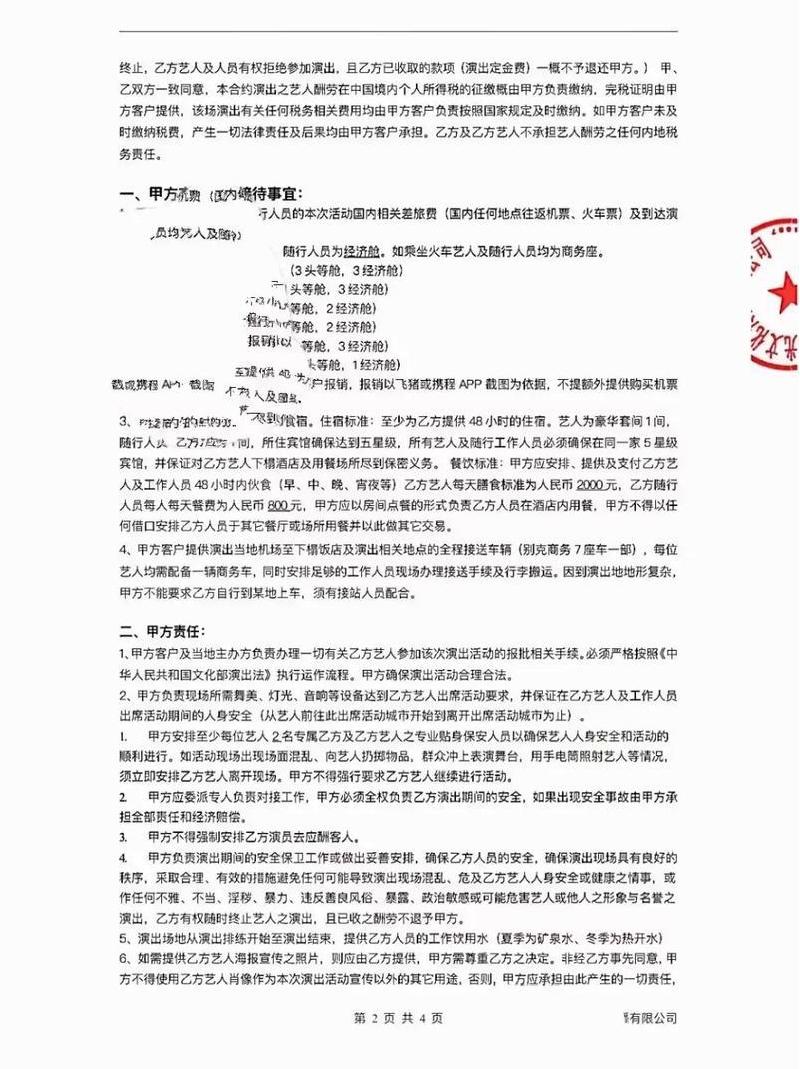 终止，乙方艺人及人员有权拒绝参加演出，且乙方已收取的款项（演出定金费）一概不予退还甲方。） 甲、
乙双方一致同意，本合约演出之艺人酬劳在中国境内个人所得税的征缴概由甲方负责缴纳，完税证明由甲
方客户提供，该场演出有关任何税务相关费用均由甲方客户负责按照国家规定及时缴纳。如甲方客户未及
时缴纳税费，产生一切法律责任及后果均由甲方客户承担。乙方及乙方艺人不承担艺人酬劳之任何内地税
务责任。
一、甲方机票（国内接待事宜：
行人员的本次活动国内相关差旅费（国内任何地点往返机票、火车票）及到达演
员均艺人及随
随行人员为经济舱。如乘坐火车艺人及随行人员均为商务座。
（3 头等舱，3 经济舱）
头等舱，3 经济舱）
等舱，2 经济舱）
等舱，2 经济舱）
报销以 等舱，3 经济舱）
头等舱，1 经济舱）
截或携程 APP 截图 户报销，报销以飞猪或携程 APP 截图为依据，不提额外提供购买机票
人及团
3、 食宿。住宿标准：至少为乙方提供 48 小时的住宿。艺人为豪华套间 1 间，
随行人员 乙方应 间，所住宾馆确保达到五星级，所有艺人及随行工作人员必须确保在同一家 5 星级
宾馆，并保证对乙方艺人下榻酒店及用餐场所尽到保密义务。 餐饮标准：甲方应安排、提供及支付乙方艺
人及工作人员 48 小时内伙食（早、中、晚、宵夜等）乙方艺人每天膳食标准为人民币 2000 元，乙方随行
人员每人每天餐费为人民币 800 元，甲方应以房间点餐的形式负责乙方人员在酒店内用餐，甲方不得以任
何借口安排乙方人员于其它餐厅或场所用餐并以此做其它交易。
4、甲方客户提供演出当地机场至下榻饭店及演出相关地点的全程接送车辆（别克商务 7 座车一部），每位
艺人均需配备一辆商务车，同时安排足够的工作人员现场办理接送手续及行李搬运。因到演出地地形复杂，
甲方不能要求乙方自行到某地上车，须有接站人员配合。
二、甲方责任：
1、甲方客户及当地主办方负责办理一切有关乙方艺人参加该次演出活动的报批相关手续。必须严格按照《中
华人民共和国文化部演出法》执行运作流程。甲方确保演出活动合理合法。
2、甲方负责现场所需舞美、灯光、音响等设备达到乙方艺人出席活动要求，并保证在乙方艺人及工作人员
出席活动期间的人身安全（从艺人前往此出席活动城市开始到离开出席活动城市为止）。
1. 甲方安排至少每位艺人 2 名专属乙方及乙方艺人之专业贴身保安人员以确保艺人人身安全和活动的
顺利进行。如活动现场出现场面混乱、向艺人扔掷物品，群众冲上表演舞台，用手电筒照射艺人等情况，
须立即安排乙方艺人离开现场。甲方不得强行要求乙方艺人继续进行活动。
2. 甲方应委派专人负责对接工作，甲方必须全权负责乙方演出期间的安全，如果出现安全事故由甲方承
担全部责任和经济赔偿。
3. 甲方不得强制安排乙方演员去应酬客人。
4. 甲方负责演出期间的安全保卫工作或做出妥善安排，确保乙方人员的安全，确保演出现场具有良好的
秩序，采取合理、有效的措施避免任何可能导致演出现场混乱、危及乙方艺人人身安全或健康之情事，或
作任何不雅、不当、淫秽、暴力、违反善良风俗、暴露、政治敏感或可能危害艺人或他人之形象与名誉之
演出，乙方有权随时终止艺人之演出，且已收之酬劳不退予甲方。
5、演出场地从演出排练开始至演出结束，提供乙方人员的工作饮用水（夏季为矿泉水、冬季为热开水）
6、如需提供乙方艺人海报宣传之照片，则应由乙方提供，甲方需尊重乙方之决定。非经乙方事先同意，甲
方不得使用乙方艺人肖像作为本次演出活动宣传以外的其它用途，否则，甲方应承担由此产生的一切责任，
第 2 页 共 4 页
有限公司
光文化
司